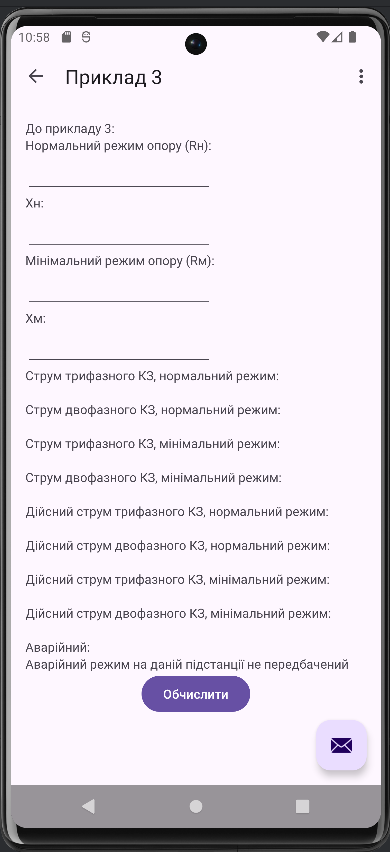 10:58
Приклад 3
До прикладу 3:
Нормальний режим опору (Rн):
Xн:
Мінімальний режим опору (Rм):
Xм:
Струм трифазного КЗ, нормальний режим:
Струм двофазного КЗ, нормальний режим:
Струм трифазного КЗ, мінімальний режим:
Струм двофазного КЗ, мінімальний режим:
Дійсний струм трифазного КЗ, нормальний режим:
Дійсний струм двофазного КЗ, нормальний режим:
Дійсний струм трифазного КЗ, мінімальний режим:
Дійсний струм двофазного КЗ, мінімальний режим:
Аварійний:
Аварійний режим на даній підстанції не передбачений
Обчислити